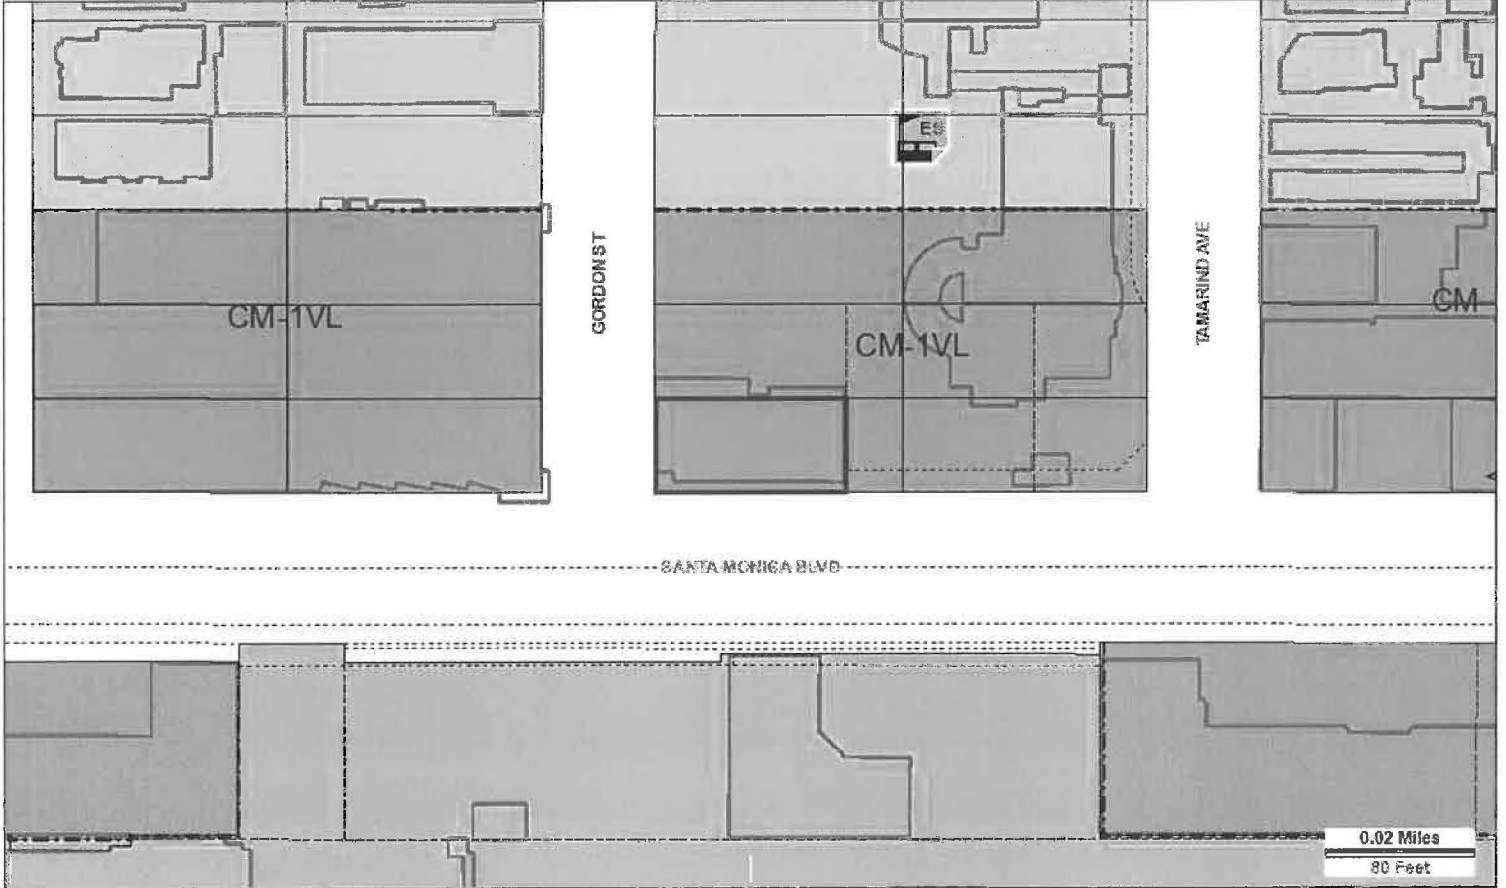 ES
GORDON ST
TAMARIND AVE
CM-1VL
CM-1VL
CM
SANTA MONICA BLVD
0.02 Miles
80 Feet